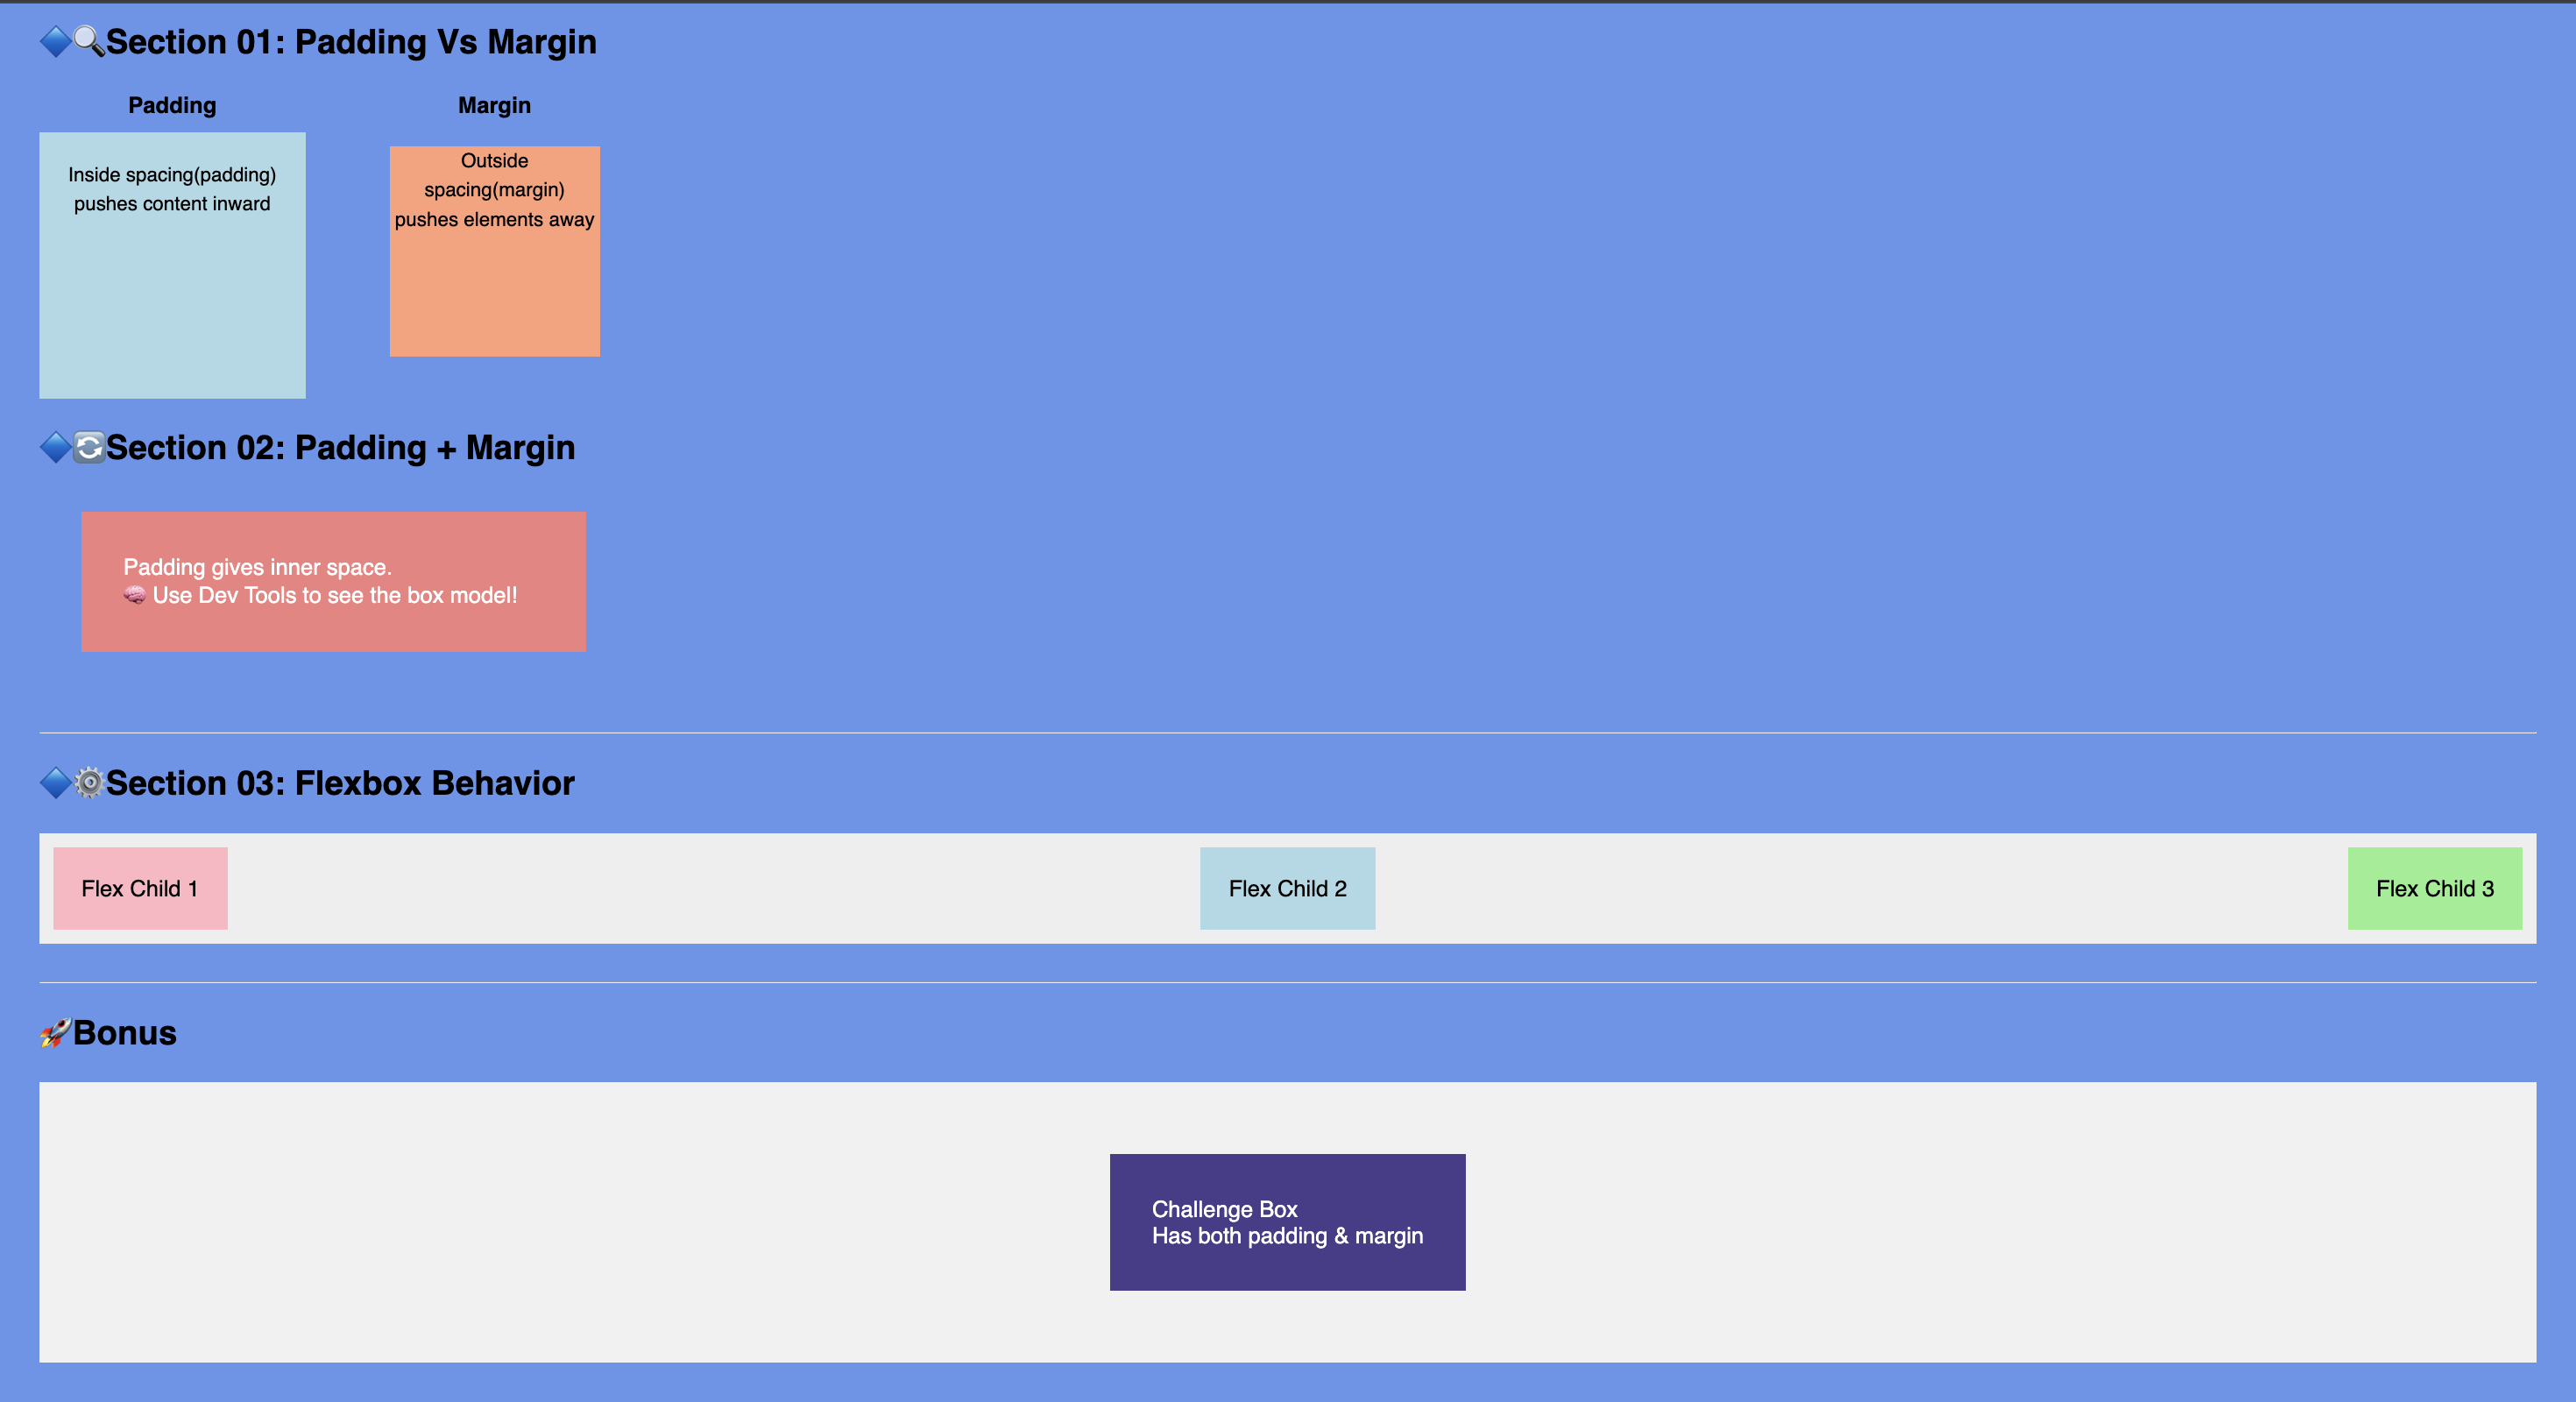 🔷🔍Section 01: Padding Vs Margin
Padding
Margin
Inside spacing(padding)
pushes content inward
Outside
spacing(margin)
pushes elements away
🔷🔄Section 02: Padding + Margin
Padding gives inner space.
🧠 Use Dev Tools to see the box model!
🔷⚙️Section 03: Flexbox Behavior
Flex Child 1
Flex Child 2
Flex Child 3
🚀Bonus
Challenge Box
Has both padding & margin